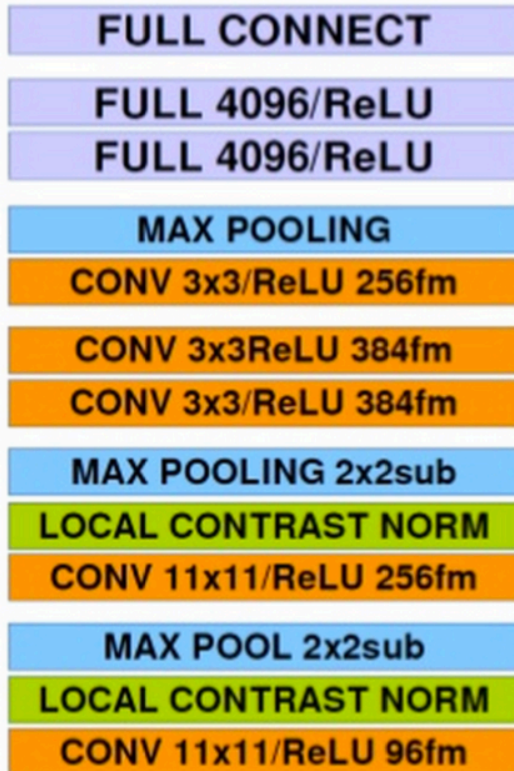 FULL CONNECT
FULL 4096/ReLU
FULL 4096/ReLU
MAX POOLING
CONV 3x3/ReLU 256fm
CONV 3x3ReLU 384fm
CONV 3x3/ReLU 384fm
MAX POOLING 2x2sub
LOCAL CONTRAST NORM
CONV 11x11/ReLU 256fm
MAX POOL 2x2sub
LOCAL CONTRAST NORM
CONV 11x11/ReLU 96fm